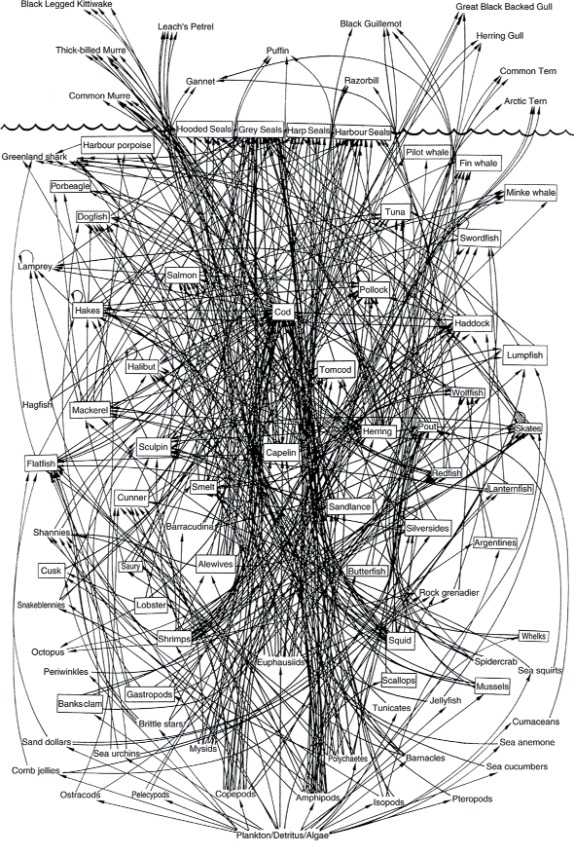 Black Legged Kittiwake
Great Black Backed Gull
Leach's Petrel
Black Guillemot
Herring Gull
Thick-billed Murre
Puffin
Common Tern
Gannet
Razorbill
Common Murre
Arctic Tern
Hooded Seals
Grey Seals
Harp Seals
Harbour Seals
Harbour porpoise
Pilot whale
Greenland shark
Fin whale
Porbeagle
Minke whale
Dogfish
Tuna
Swordfish
Lamprey
Salmon
Pollock
Hakes
Cod
Haddock
Lumpfish
Halibut
Tomcod
Wolffish
Hagfish
Mackerel
Herring
Pout
Skates
Sculpin
Capelin
Flatfish
Redfish
Smelt
Lanternfish
Cunner
Sandlance
Barracudina
Silversides
Shannies
Argentines
Cusk
Saury
Alewives
Butterfish
Rock grenadier
Snakeblennies
Lobster
Shrimps
Squid
Whelks
Octopus
Euphausiids
Spidercrab
Sea squirts
Periwinkles
Scallops
Mussels
Gastropods
Jellyfish
Banksclam
Tunicates
Brittle stars
Cumaceans
Sand dollars
Mysids
Sea anemone
Sea urchins
Polychaetes
Barnacles
Comb jellies
Sea cucumbers
Ostracods
Pelecypods
Copepods
Amphipods
Isopods
Pteropods
Plankton/Detritus/Algae